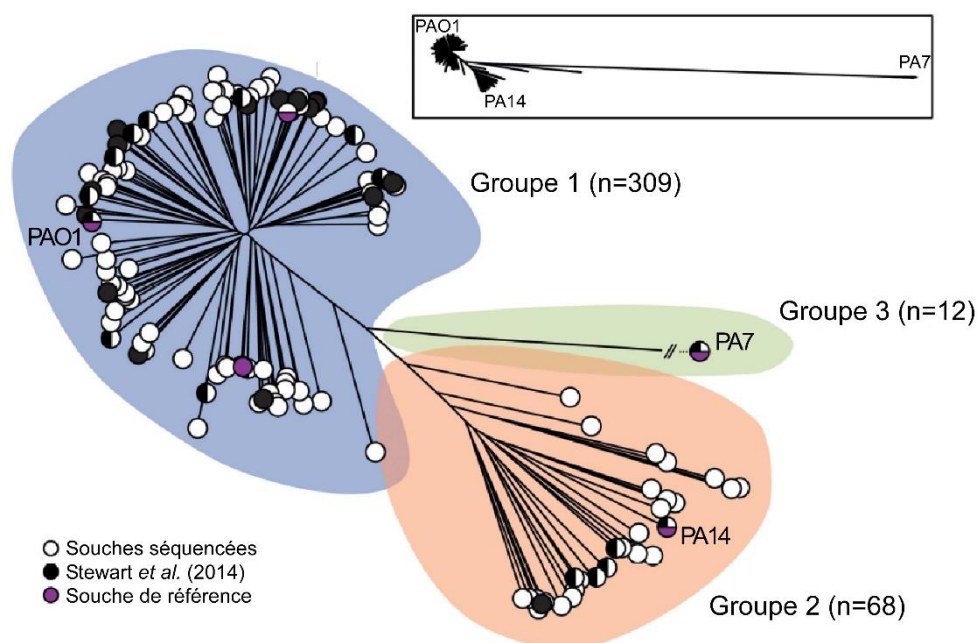 PAO1
PA7
PA14
Groupe 1 (n=309)
PAO1
Groupe 3 (n=12)
PA7
PA14
Souches séquencées
Stewart et al. (2014)
Souche de référence
Groupe 2 (n=68)